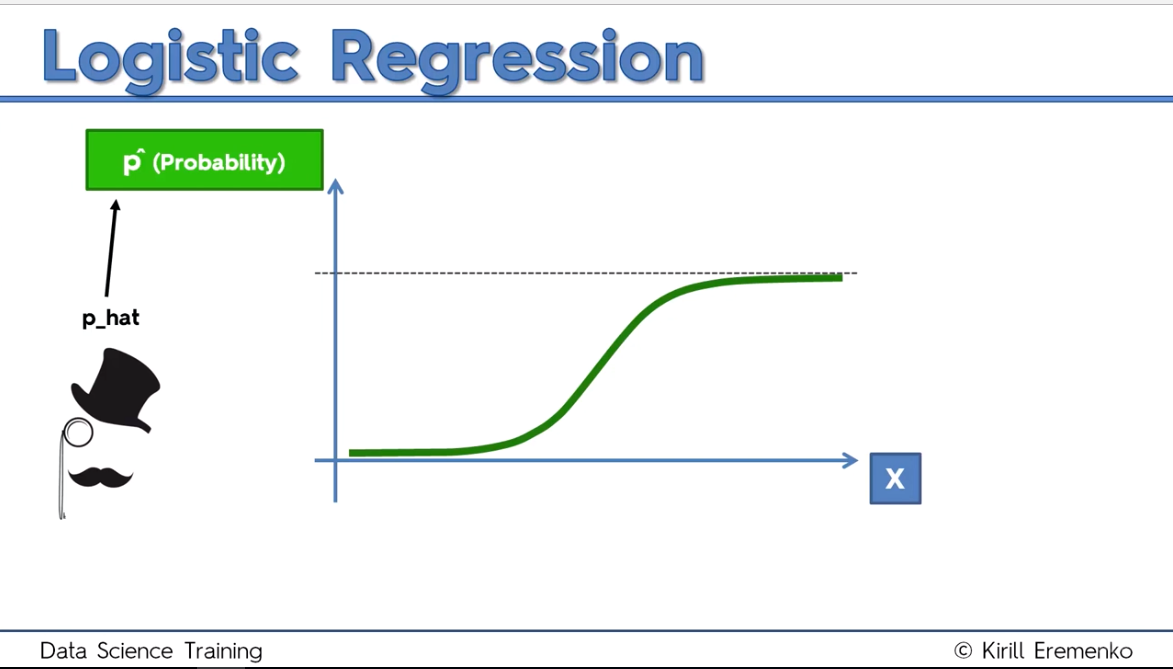 Logistic Regression
p^ (Probability)
p_hat
X
Data Science Training
© Kirill Eremenko